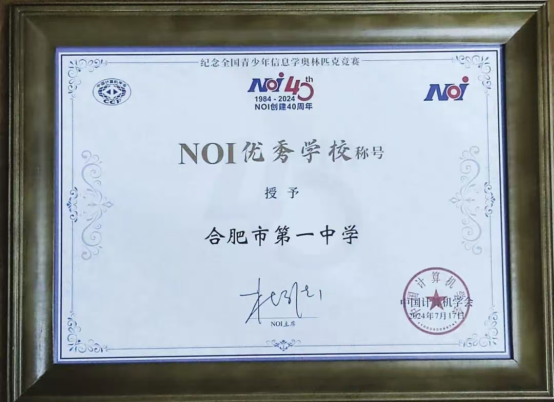 纪念全国青少年信息学奥林匹克竞赛
CCF
NOI 40th
1984-2024
NOI创建40周年
NOI
NOI优秀学校称号
授予
合肥市第一中学
NOI主席
中国计算机学会
2024年7月17日